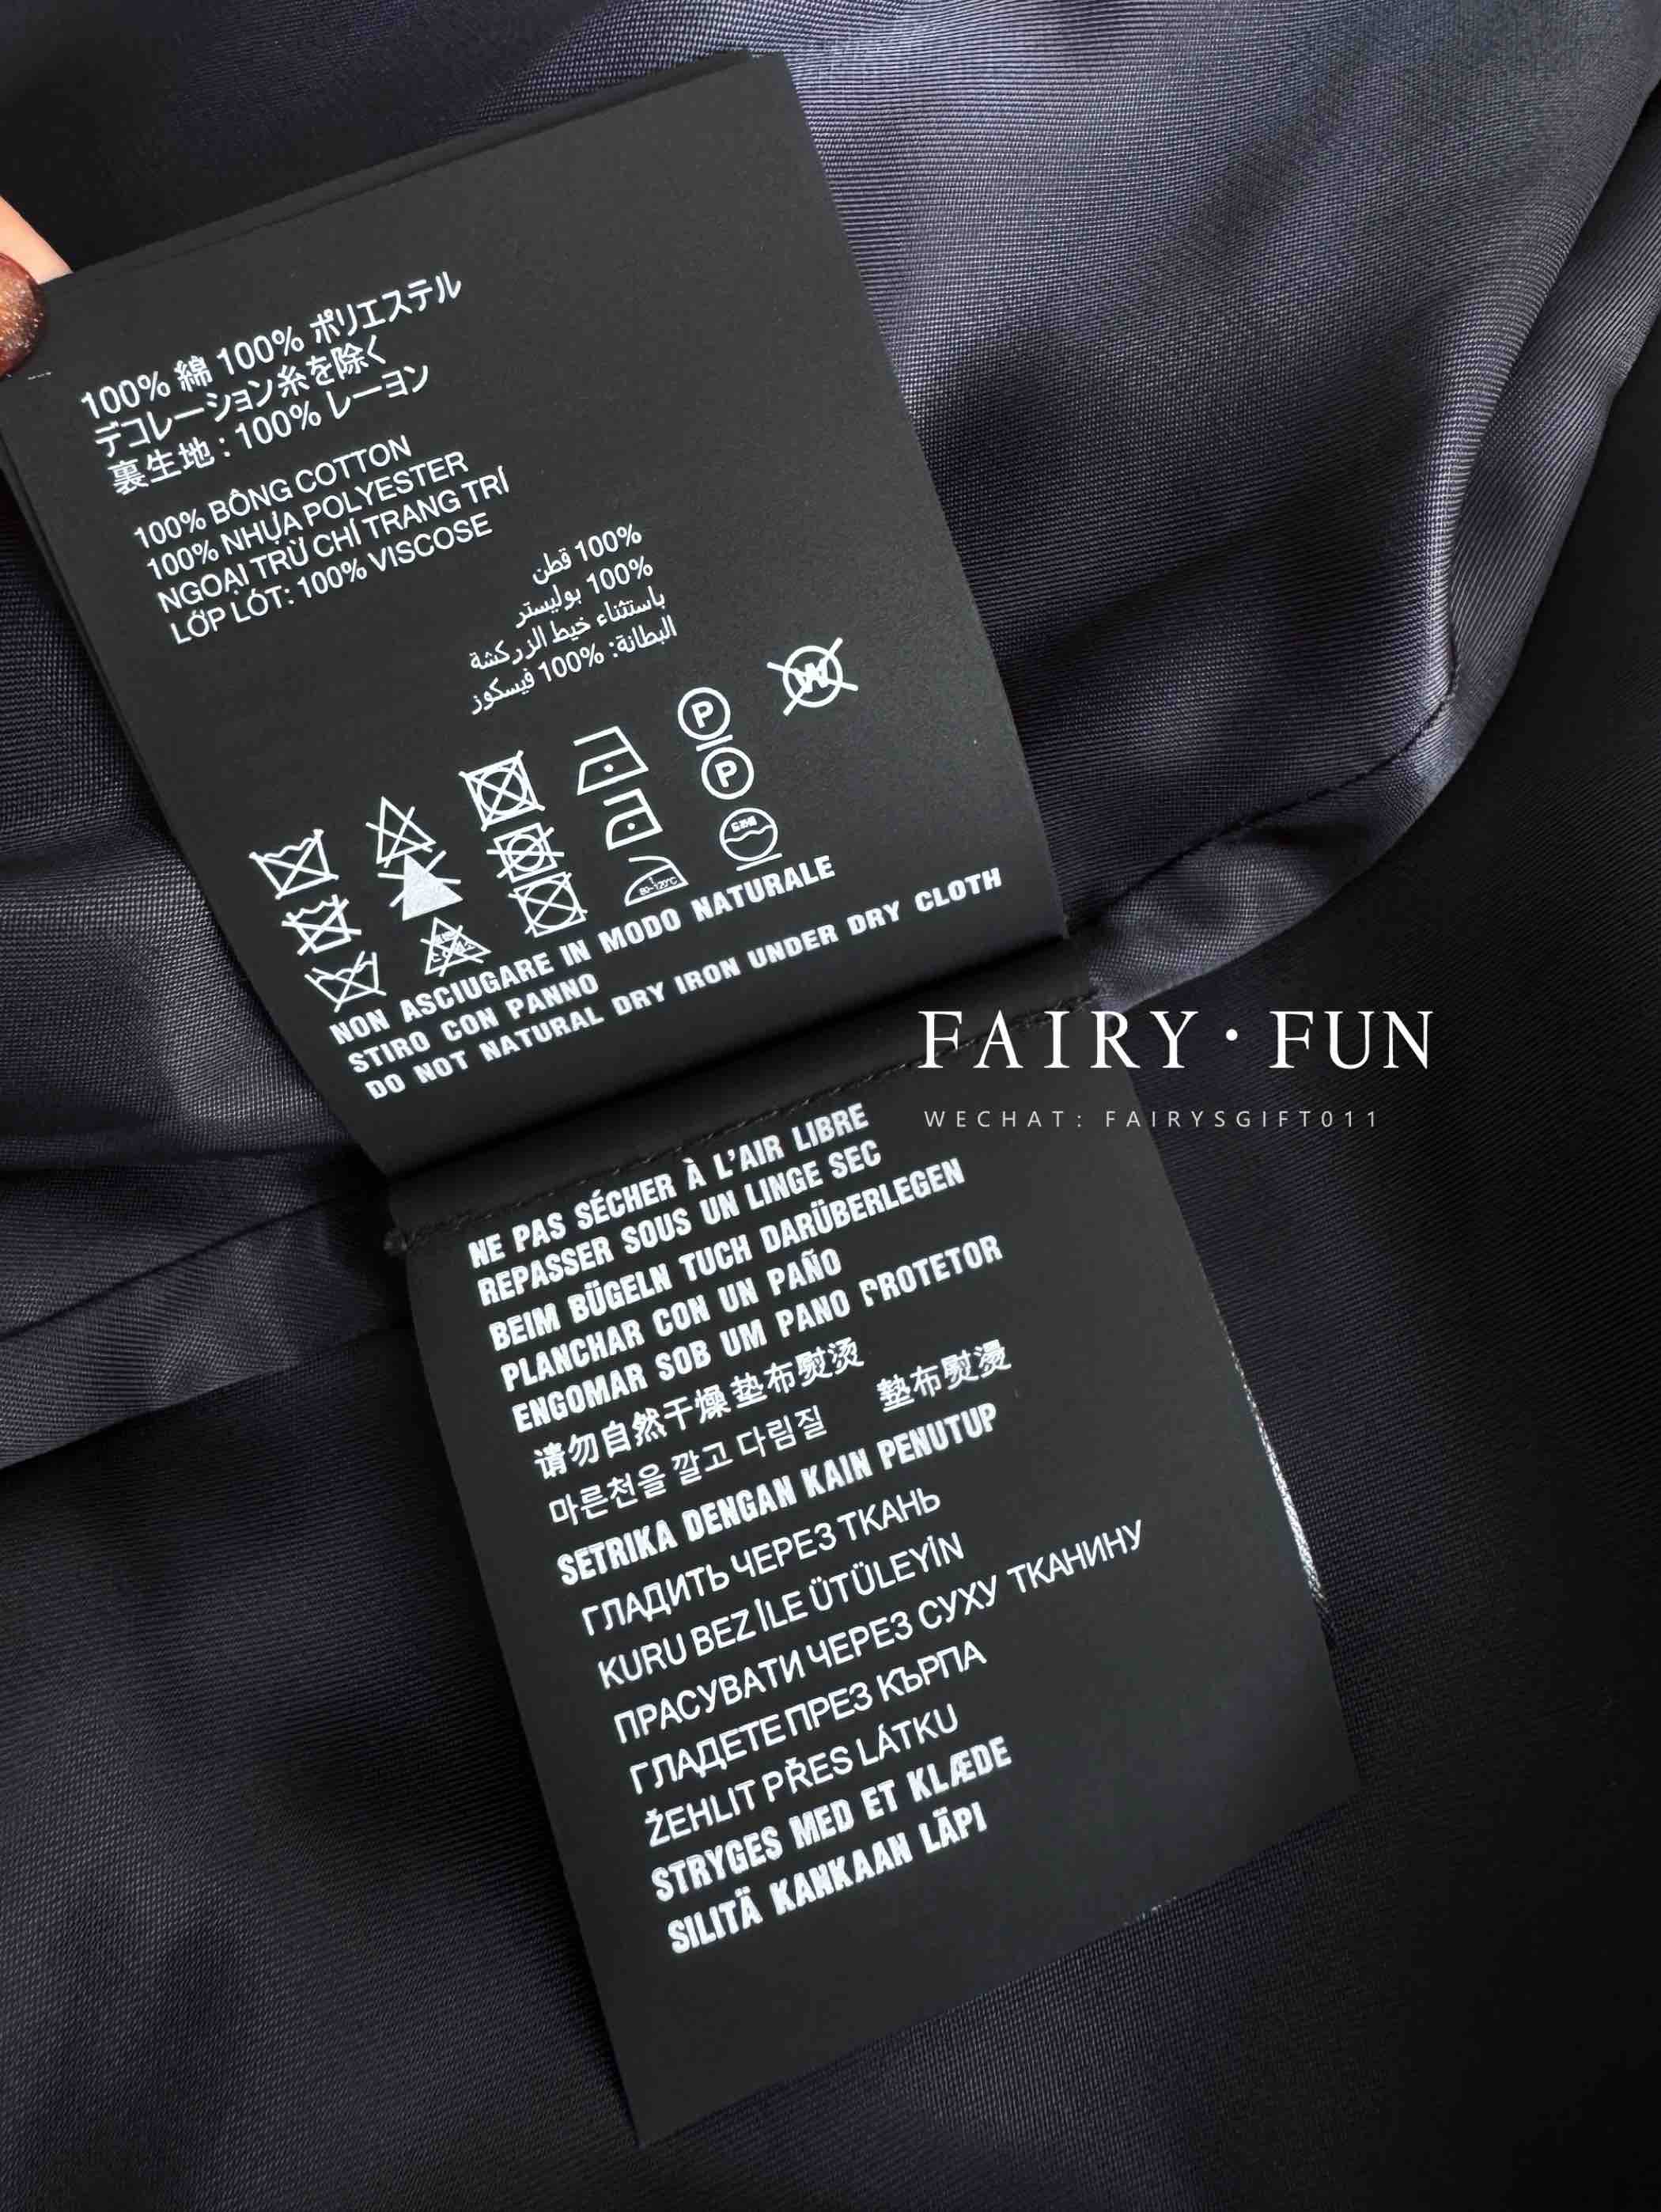 100% 綿 100% ポリエステル
デコレーション糸を除く
裏生地 : 100% レーヨン
100% BÔNG COTTON
100% NHỰA POLYESTER
NGOẠI TRỪ CHỈ TRANG TRÍ
LỚP LÓT: 100% VISCOSE
100% قطن
100% بوليستر
باستثناء خيط الزركشة
البطانة: 100% فيسكوز
W
P
P
80~120°C
NON ASCIUGARE IN MODO NATURALE
STIRO CON PANNO
DO NOT NATURAL DRY IRON UNDER DRY CLOTH
FAIRY·FUN
WECHAT: FAIRYSGIFT011
NE PAS SÉCHER À L'AIR LIBRE
REPASSER SOUS UN LINGE SEC
BEIM BÜGELN TUCH DARÜBERLEGEN
PLANCHAR CON UN PAÑO
ENGOMAR SOB UM PANO PROTETOR
请勿自然干燥 垫布熨烫 墊布熨燙
마른천을 깔고 다림질
SETRIKA DENGAN KAIN PENUTUP
ГЛАДИТЬ ЧЕРЕЗ ТКАНЬ
KURU BEZ İLE ÜTÜLEYİN
ПРАСУВАТИ ЧЕРЕЗ СУХУ ТКАНИНУ
ГЛАДЕТЕ ПРЕЗ КЪРПА
ŽEHLIT PŘES LÁTKU
STRYGES MED ET KLÆDE
SILITÄ KANKAAN LÄPI